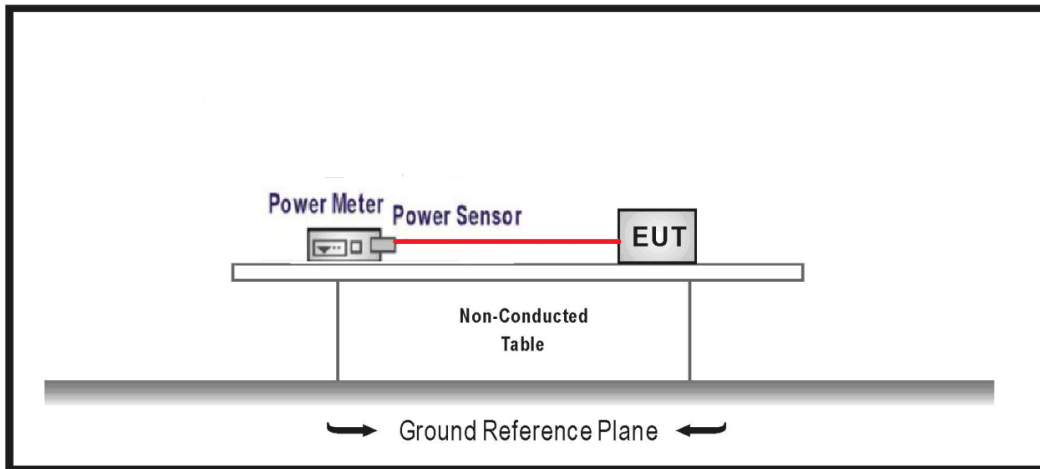 Power Meter
Power Sensor
EUT
Non-Conducted
Table
Ground Reference Plane